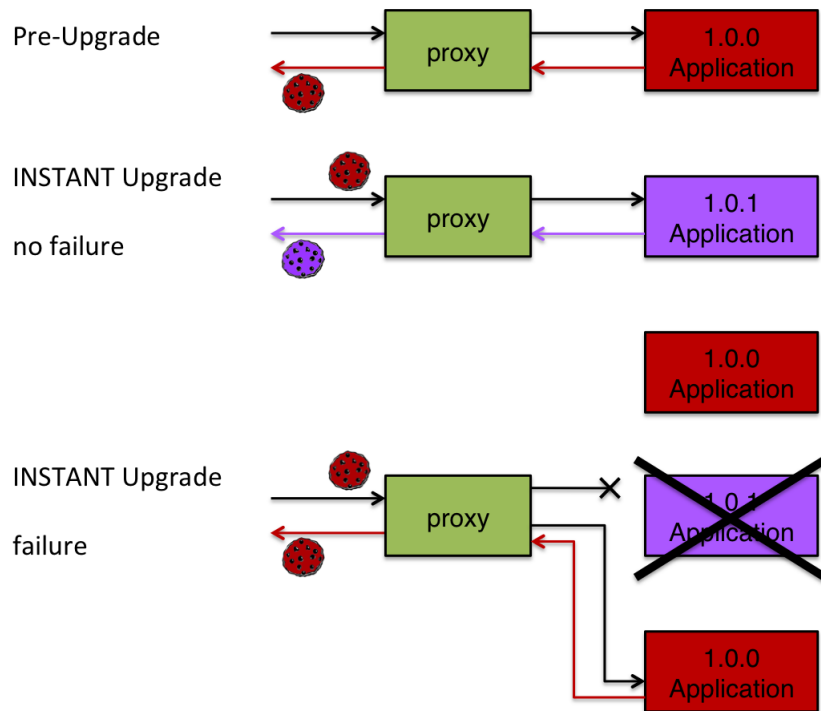 Pre-Upgrade
proxy
1.0.0
Application
INSTANT Upgrade
no failure
proxy
1.0.1
Application
1.0.0
Application
INSTANT Upgrade
failure
proxy
1.0.1
Application
1.0.0
Application